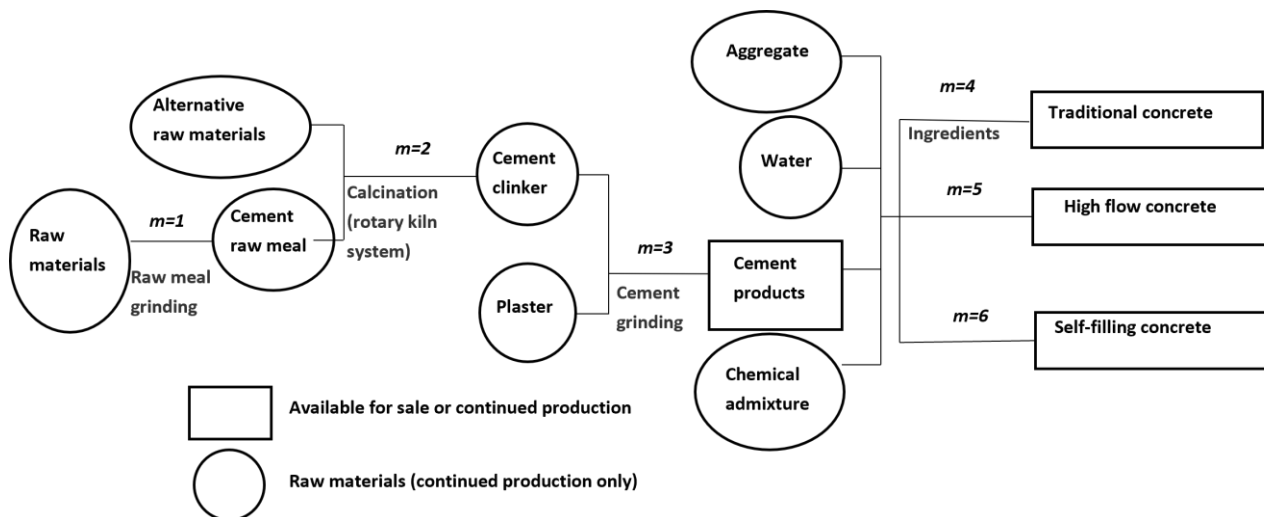 Aggregate
m=4
Traditional concrete
Ingredients
Alternative
raw materials
m=2
Cement
clinker
Water
m=5
High flow concrete
Calcination
(rotary kiln
system)
Raw
materials
m=1
Raw meal
grinding
Cement
raw meal
m=3
Cement
grinding
Cement
products
Plaster
m=6
Self-filling concrete
Chemical
admixture
Available for sale or continued production
Raw materials (continued production only)